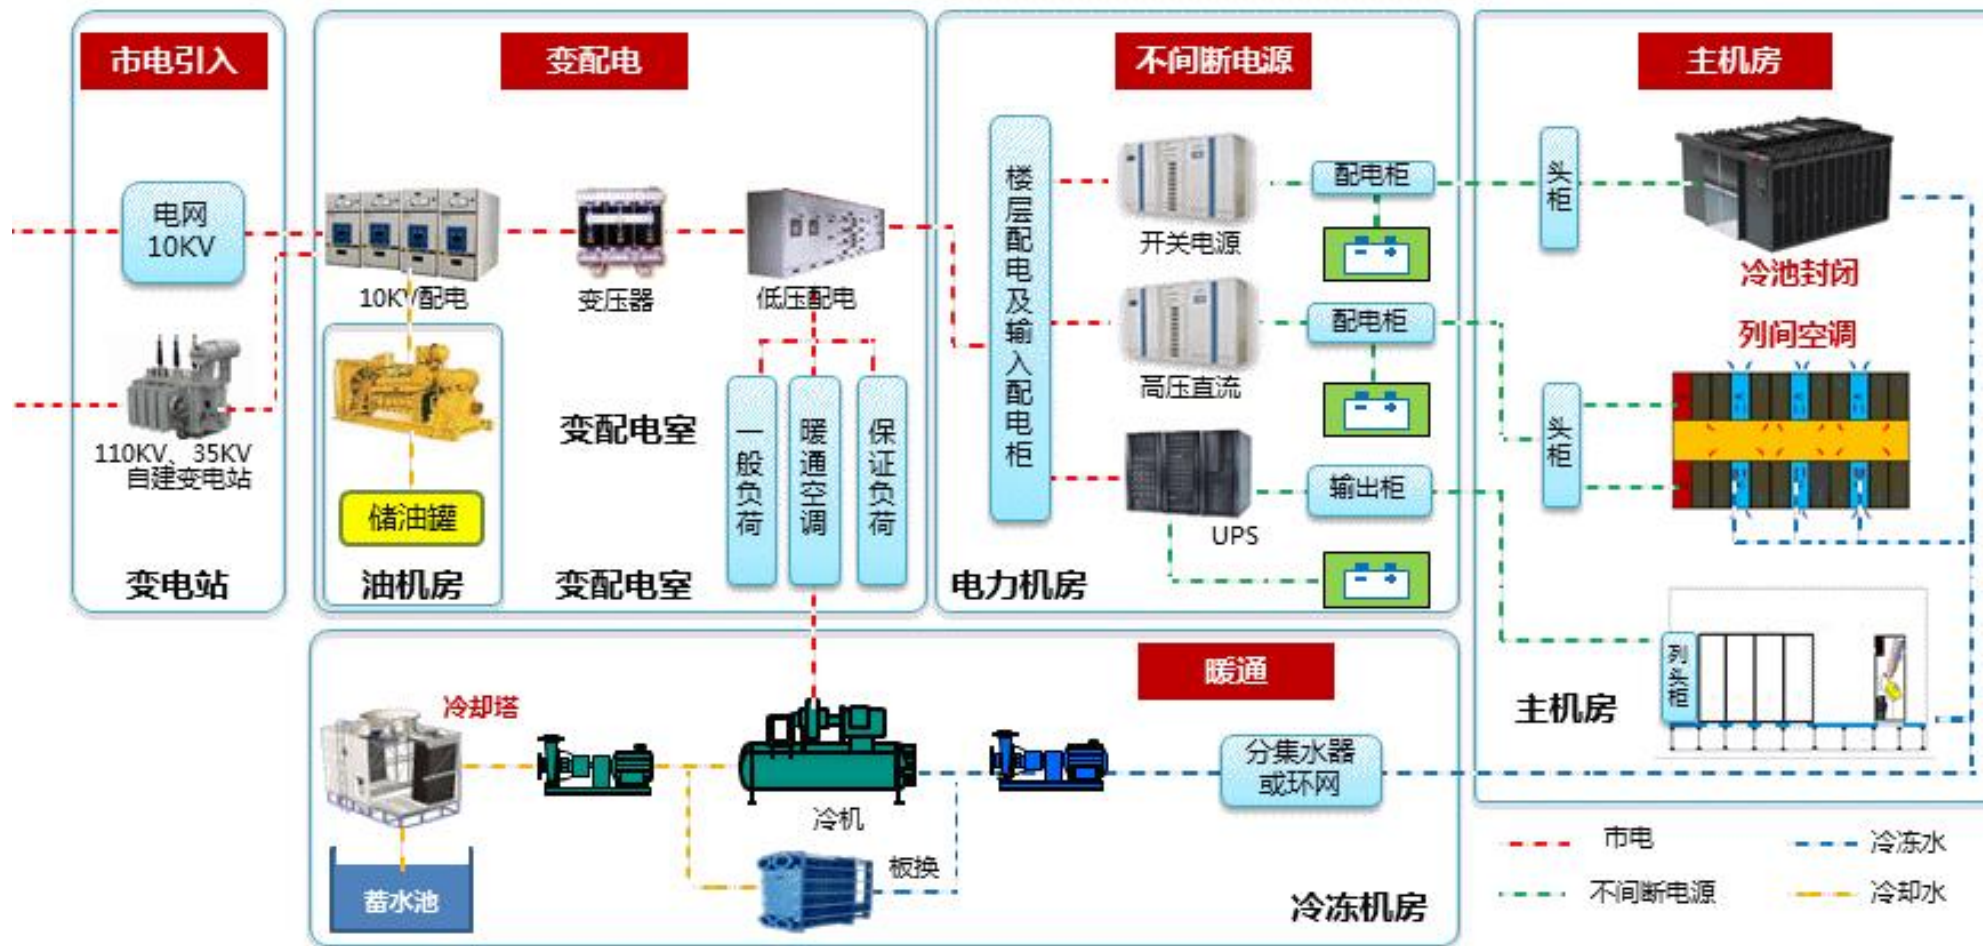 市电引入
电网
10KV
110KV、35KV
自建变电站
变电站
变配电
10KV配电
变压器
低压配电
储油罐
油机房
变配电室
变配电室
一般负荷
暖通空调
保证负荷
不间断电源
楼层配电及输入配电柜
开关电源
配电柜
高压直流
配电柜
UPS
输出柜
电力机房
主机房
头柜
冷池封闭
列间空调
头柜
列头柜
主机房
暖通
冷却塔
蓄水池
冷机
板换
分集水器
或环网
冷冻机房
市电
冷冻水
不间断电源
冷却水